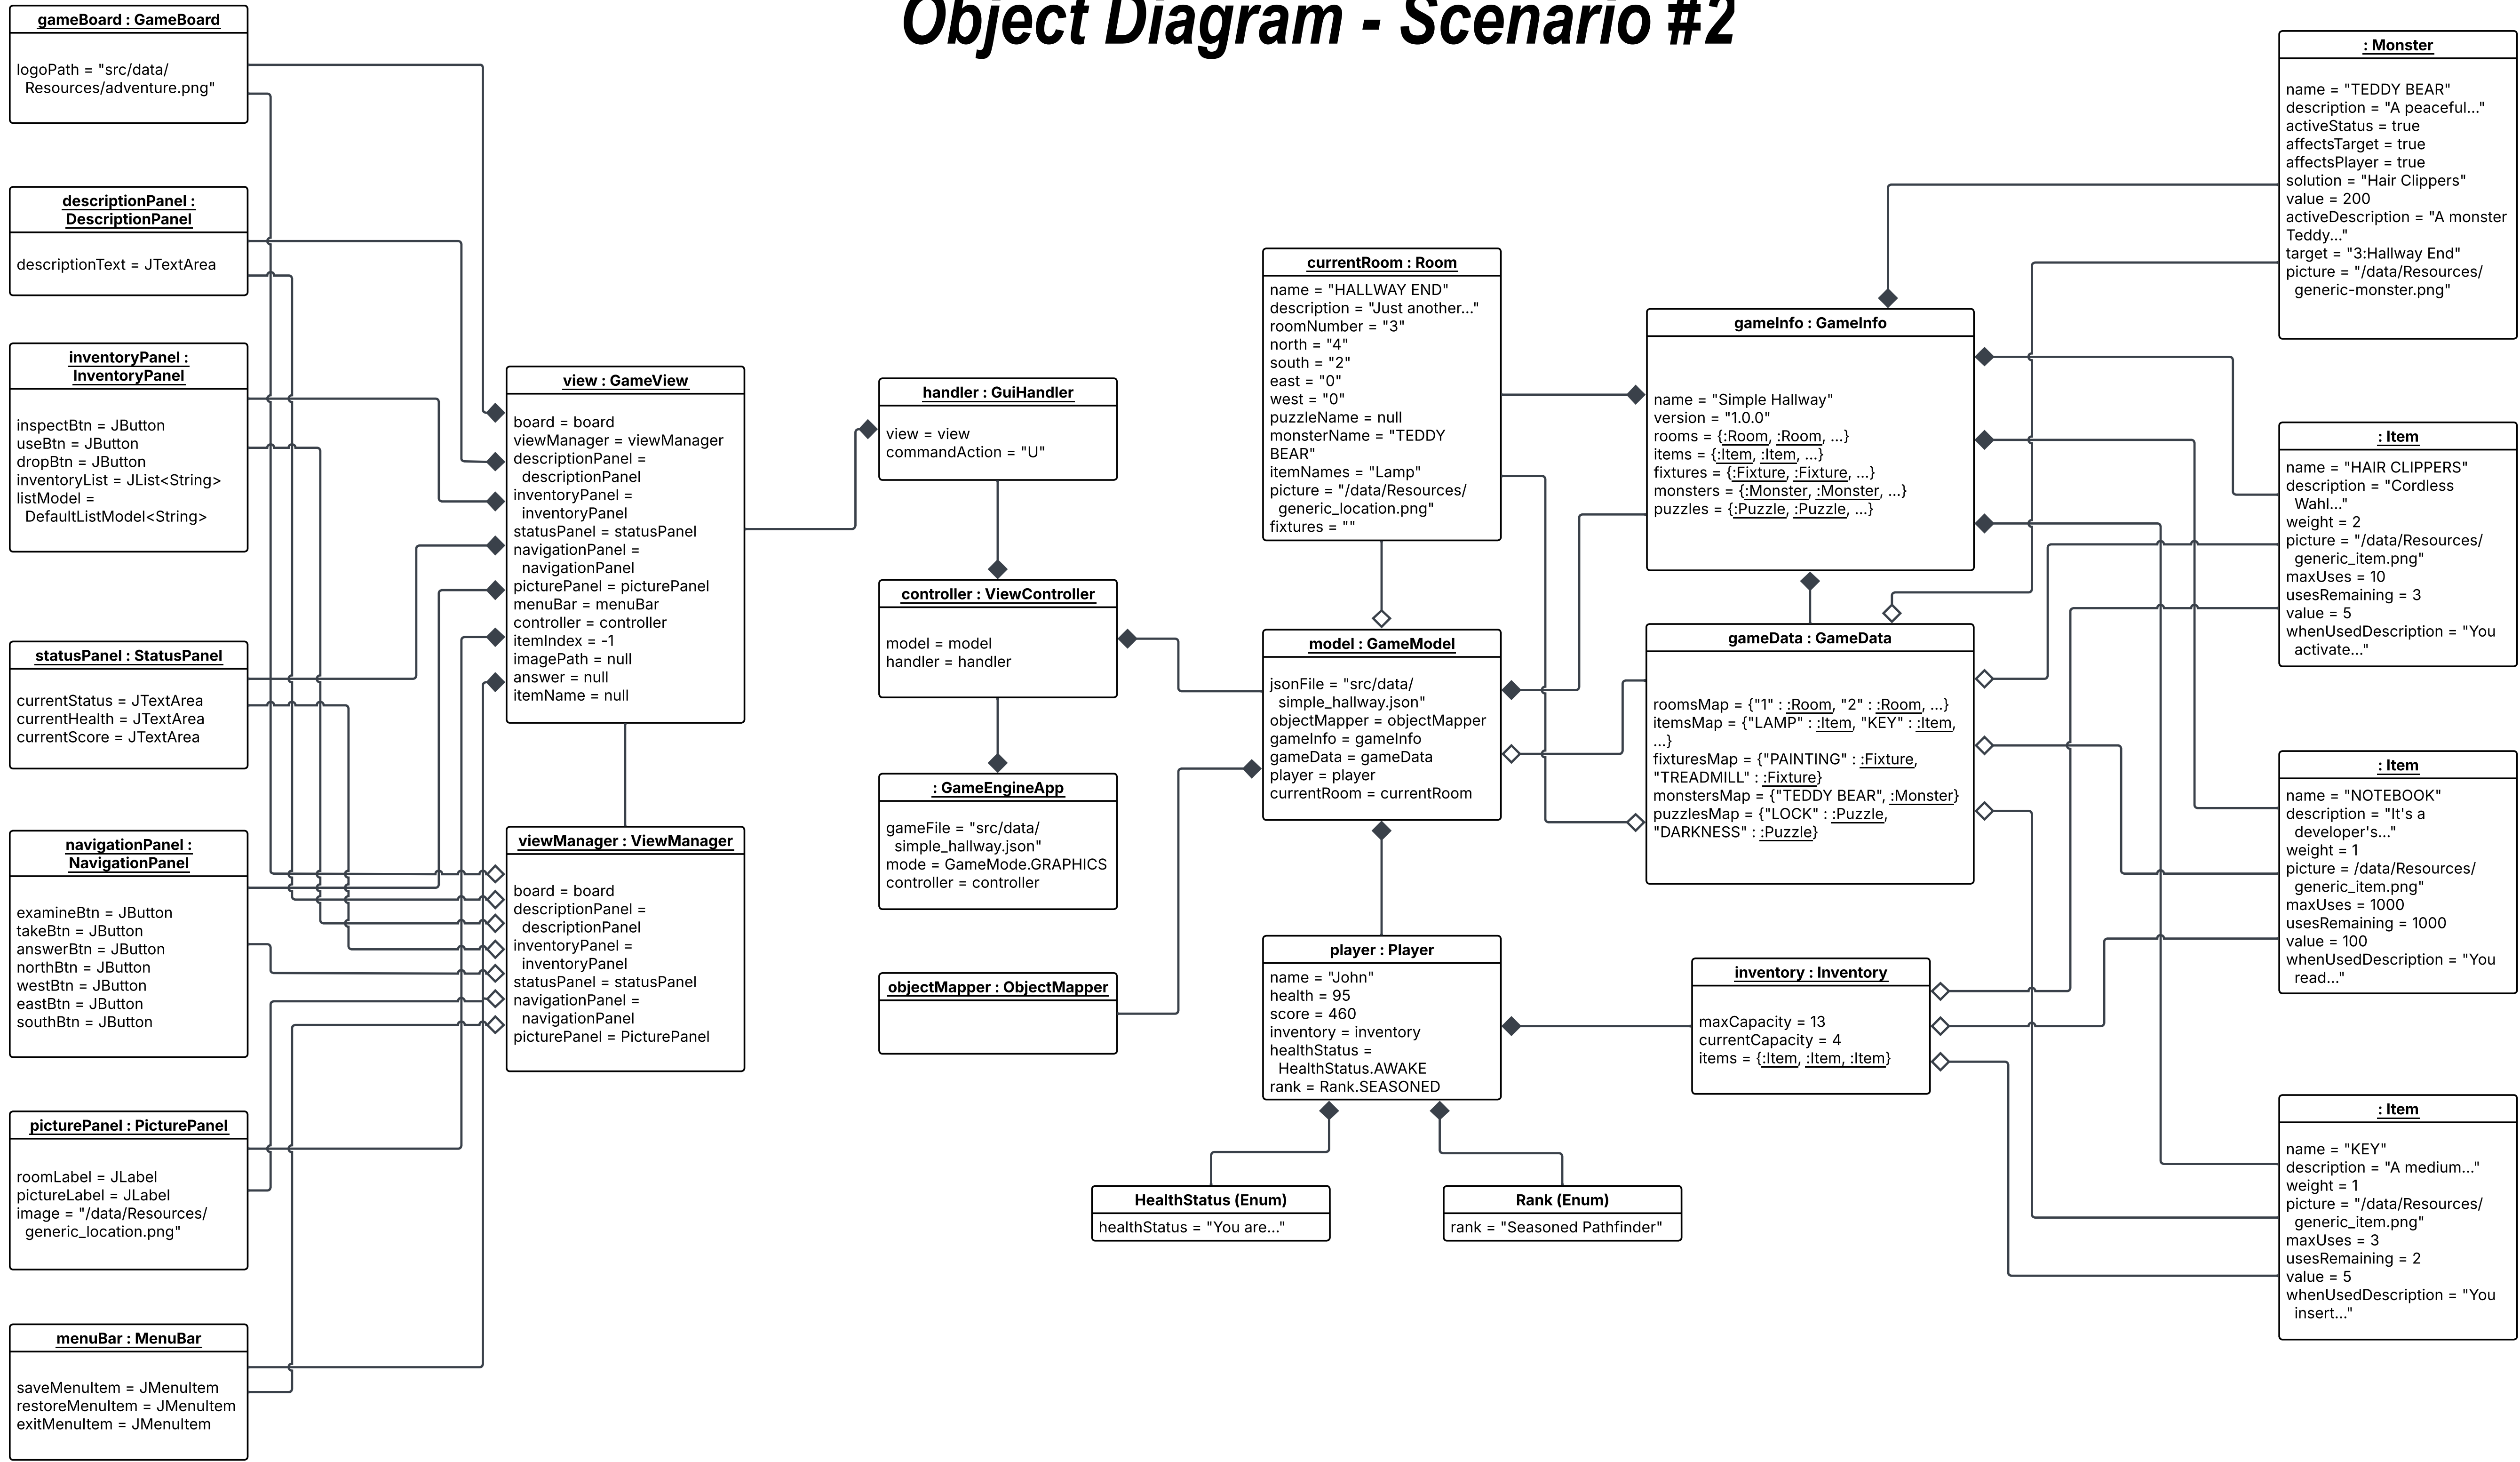 Object Diagram - Scenario #2
gameBoard : GameBoard
logoPath = "src/data/
Resources/adventure.png"
descriptionPanel :
DescriptionPanel
descriptionText = JTextArea
inventoryPanel :
InventoryPanel
inspectBtn = JButton
useBtn = JButton
dropBtn = JButton
inventoryList = JList<String>
listModel =
DefaultListModel<String>
statusPanel : StatusPanel
currentStatus = JTextArea
currentHealth = JTextArea
currentScore = JTextArea
navigationPanel :
NavigationPanel
examineBtn = JButton
takeBtn = JButton
answerBtn = JButton
northBtn = JButton
westBtn = JButton
eastBtn = JButton
southBtn = JButton
picturePanel : PicturePanel
roomLabel = JLabel
pictureLabel = JLabel
image = "/data/Resources/
generic_location.png"
menuBar : MenuBar
saveMenuItem = JMenuItem
restoreMenuItem = JMenuItem
exitMenuItem = JMenuItem
view : GameView
board = board
viewManager = viewManager
descriptionPanel =
descriptionPanel
inventoryPanel =
inventoryPanel
statusPanel = statusPanel
navigationPanel =
navigationPanel
picturePanel = picturePanel
menuBar = menuBar
controller = controller
itemIndex = -1
imagePath = null
answer = null
itemName = null
viewManager : ViewManager
board = board
descriptionPanel =
descriptionPanel
inventoryPanel =
inventoryPanel
statusPanel = statusPanel
navigationPanel =
navigationPanel
picturePanel = PicturePanel
handler : GuiHandler
view = view
commandAction = "U"
controller : ViewController
model = model
handler = handler
: GameEngineApp
gameFile = "src/data/
simple_hallway.json"
mode = GameMode.GRAPHICS
controller = controller
objectMapper : ObjectMapper
currentRoom : Room
name = "HALLWAY END"
description = "Just another..."
roomNumber = "3"
north = "4"
south = "2"
east = "0"
west = "0"
puzzleName = null
monsterName = "TEDDY
BEAR"
itemNames = "Lamp"
picture = "/data/Resources/
generic_location.png"
fixtures = ""
model : GameModel
jsonFile = "src/data/
simple_hallway.json"
objectMapper = objectMapper
gameInfo = gameInfo
gameData = gameData
player = player
currentRoom = currentRoom
player : Player
name = "John"
health = 95
score = 460
inventory = inventory
healthStatus =
HealthStatus.AWAKE
rank = Rank.SEASONED
HealthStatus (Enum)
healthStatus = "You are..."
Rank (Enum)
rank = "Seasoned Pathfinder"
gameInfo : GameInfo
name = "Simple Hallway"
version = "1.0.0"
rooms = {:Room, :Room, ...}
items = {:Item, :Item, ...}
fixtures = {:Fixture, :Fixture, ...}
monsters = {:Monster, :Monster, ...}
puzzles = {:Puzzle, :Puzzle, ...}
gameData : GameData
roomsMap = {"1" : :Room, "2" : :Room, ...}
itemsMap = {"LAMP" : :Item, "KEY" : :Item,
...}
fixturesMap = {"PAINTING" : :Fixture,
"TREADMILL" : :Fixture}
monstersMap = {"TEDDY BEAR", :Monster}
puzzlesMap = {"LOCK" : :Puzzle,
"DARKNESS" : :Puzzle}
inventory : Inventory
maxCapacity = 13
currentCapacity = 4
items = {:Item, :Item, :Item}
: Monster
name = "TEDDY BEAR"
description = "A peaceful..."
activeStatus = true
affectsTarget = true
affectsPlayer = true
solution = "Hair Clippers"
value = 200
activeDescription = "A monster
Teddy..."
target = "3:Hallway End"
picture = "/data/Resources/
generic-monster.png"
: Item
name = "HAIR CLIPPERS"
description = "Cordless
Wahl..."
weight = 2
picture = "/data/Resources/
generic_item.png"
maxUses = 10
usesRemaining = 3
value = 5
whenUsedDescription = "You
activate..."
: Item
name = "NOTEBOOK"
description = "It's a
developer's..."
weight = 1
picture = /data/Resources/
generic_item.png"
maxUses = 1000
usesRemaining = 1000
value = 100
whenUsedDescription = "You
read..."
: Item
name = "KEY"
description = "A medium..."
weight = 1
picture = "/data/Resources/
generic_item.png"
maxUses = 3
usesRemaining = 2
value = 5
whenUsedDescription = "You
insert..."